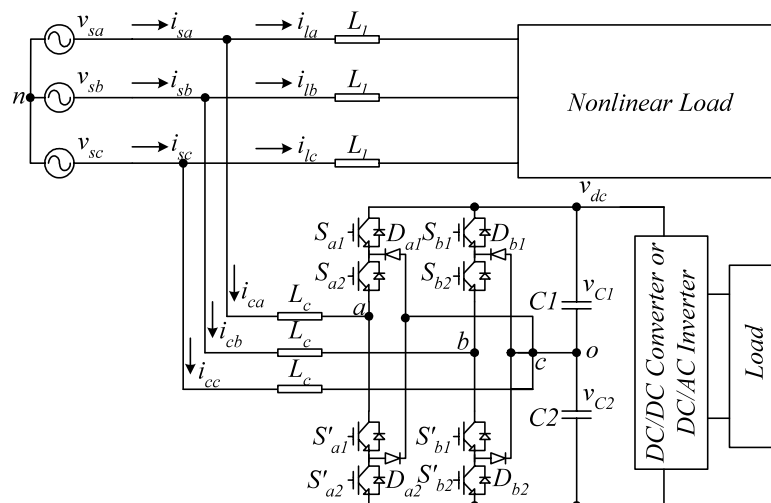 v_sa i_sa i_la L_l
n v_sb i_sb i_lb L_l Nonlinear Load
v_sc i_sc i_lc L_l
v_dc
S_a1 D_a1 S_b1 D_b1
S_a2 S_b2
i_ca L_c a C1 v_C1
i_cb L_c b c o
i_cc L_c
C2 v_C2
S'_a1 S'_b1
S'_a2 D_a2 S'_b2 D_b2
DC/DC Converter or
DC/AC Inverter
Load